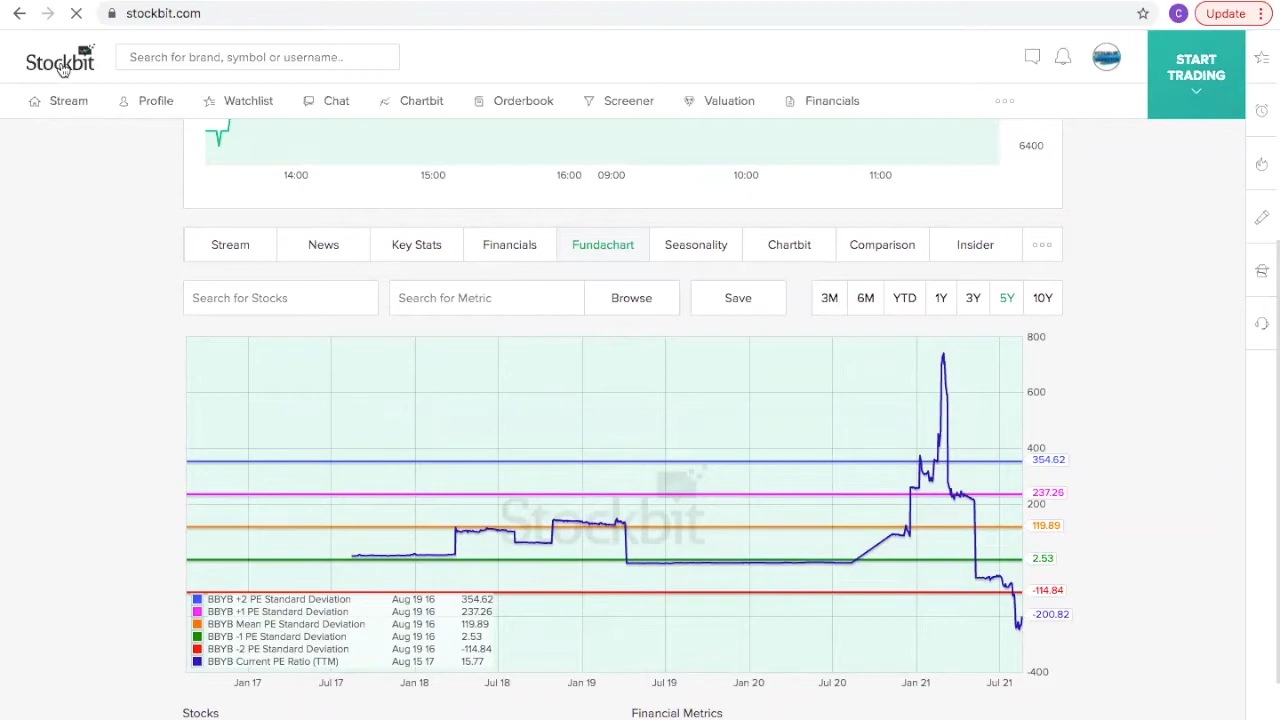 stockbit.com
C
Update
Stockbit
Search for brand, symbol or username..
START
TRADING
Stream
Profile
Watchlist
Chat
Chartbit
Orderbook
Screener
Valuation
Financials
6400
14:00 15:00 16:00 09:00 10:00 11:00
Stream News Key Stats Financials Fundachart Seasonality Chartbit Comparison Insider
Search for Stocks Search for Metric Browse Save 3M 6M YTD 1Y 3Y 5Y 10Y
800
600
400
354.62
237.26
200
119.89
2.53
-114.84
-200.82
-400
Stockbit
BBYB +2 PE Standard Deviation Aug 19 16 354.62
BBYB +1 PE Standard Deviation Aug 19 16 237.26
BBYB Mean PE Standard Deviation Aug 19 16 119.89
BBYB -1 PE Standard Deviation Aug 19 16 2.53
BBYB -2 PE Standard Deviation Aug 19 16 -114.84
BBYB Current PE Ratio (TTM) Aug 15 17 15.77
Jan 17 Jul 17 Jan 18 Jul 18 Jan 19 Jul 19 Jan 20 Jul 20 Jan 21 Jul 21
Stocks Financial Metrics